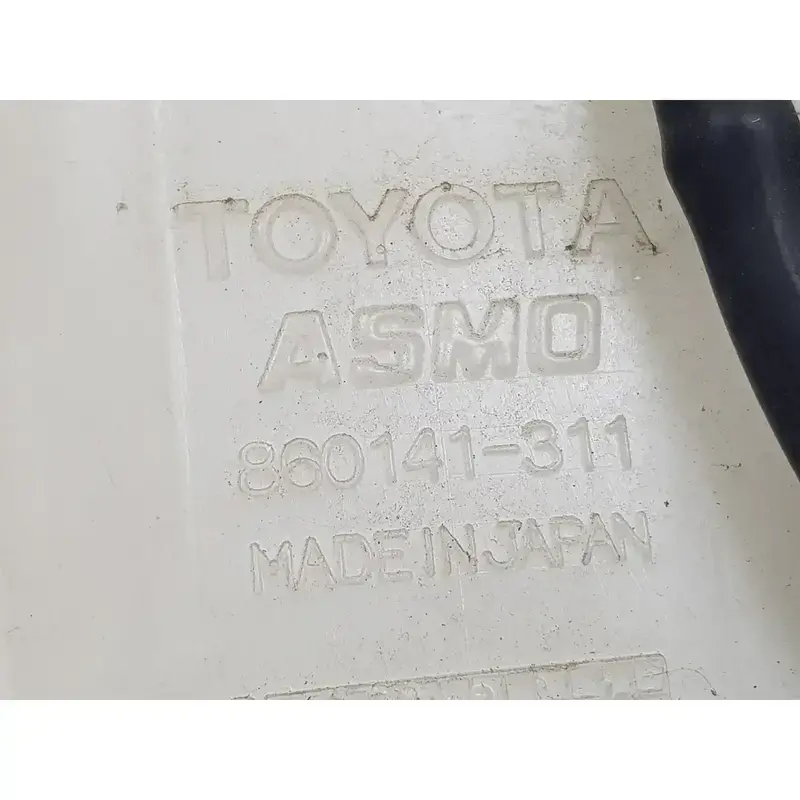 TOYOTA
ASMO
860141-311
MADE IN JAPAN